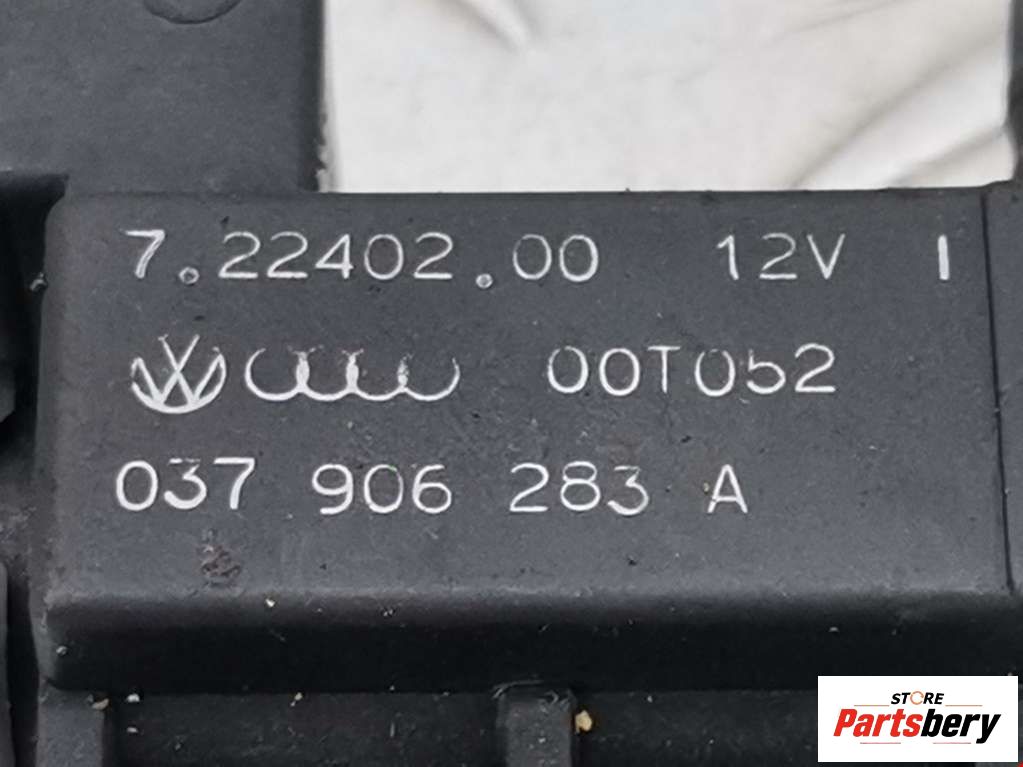 7.22402.00 12V I
00T052
037 906 283 A
STORE
Partsbery